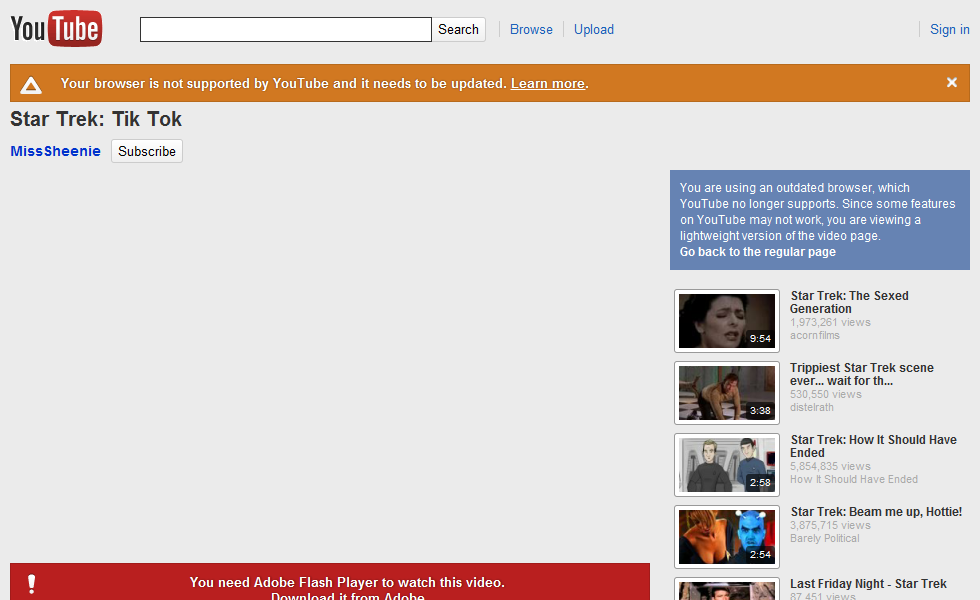 YouTube
Search
Browse
Upload
Sign in
Your browser is not supported by YouTube and it needs to be updated. Learn more.
Star Trek: Tik Tok
MissSheenie
Subscribe
You are using an outdated browser, which
YouTube no longer supports. Since some features
on YouTube may not work, you are viewing a
lightweight version of the video page.
Go back to the regular page
9:54
Star Trek: The Sexed
Generation
1,973,261 views
acornfilms
3:38
Trippiest Star Trek scene
ever... wait for th...
530,550 views
distelrath
2:58
Star Trek: How It Should Have
Ended
5,854,835 views
How It Should Have Ended
2:54
Star Trek: Beam me up, Hottie!
3,875,715 views
Barely Political
Last Friday Night - Star Trek
87,451 views
You need Adobe Flash Player to watch this video.
Download it from Adobe.